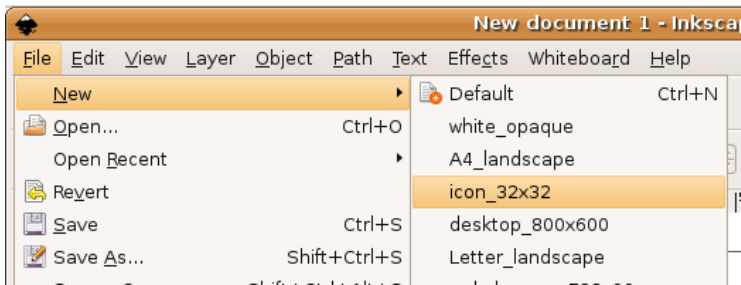 New document 1 - Inksca
File Edit View Layer Object Path Text Effects Whiteboard Help
New
Default Ctrl+N
Open... Ctrl+O
white_opaque
Open Recent
A4_landscape
Revert
icon_32x32
Save Ctrl+S
desktop_800x600
Save As... Shift+Ctrl+S
Letter_landscape